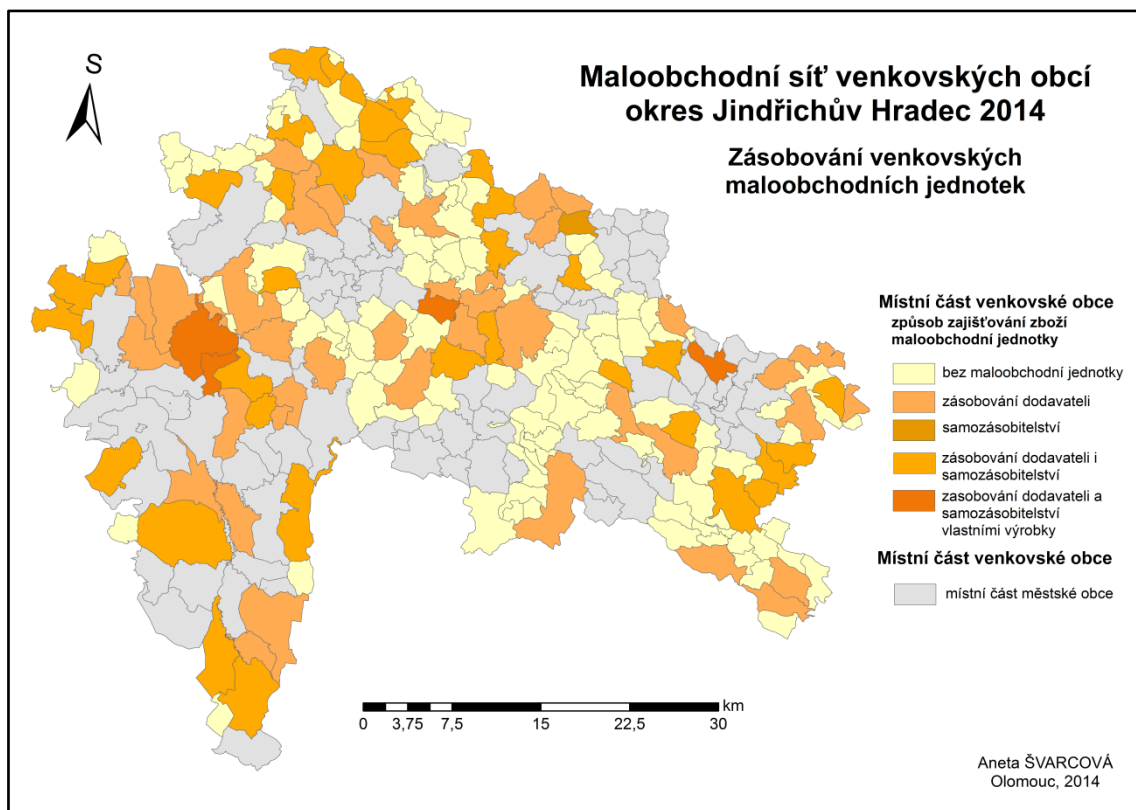 S
Maloobchodní síť venkovských obcí
okres Jindřichův Hradec 2014
Zásobování venkovských
maloobchodních jednotek
Místní část venkovské obce
způsob zajišťování zboží
maloobchodní jednotky
bez maloobchodní jednotky
zásobování dodavateli
samozásobitelství
zásobování dodavateli i
samozásobitelství
zasobování dodavateli a
samozásobitelství
vlastními výrobky
Místní část venkovské obce
místní část městské obce
km
0 3,75 7,5 15 22,5 30
Aneta ŠVARCOVÁ
Olomouc, 2014